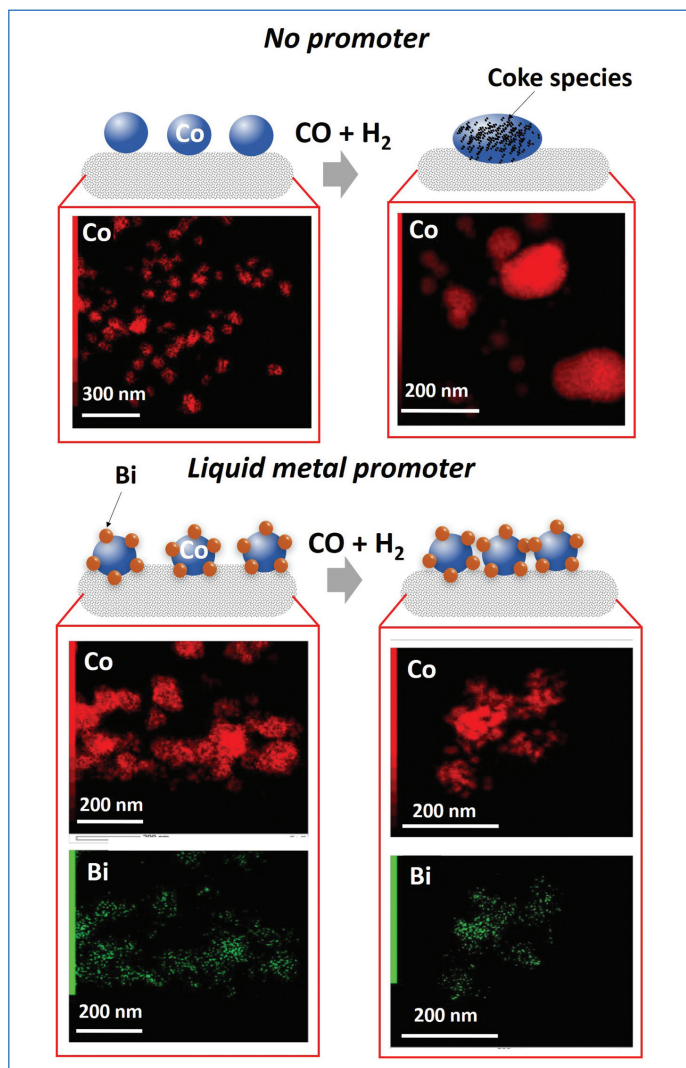 No promoter
Coke species
Co
CO + H2
Co
300 nm
Co
200 nm
Liquid metal promoter
Bi
Co
CO + H2
Co
200 nm
Co
200 nm
Bi
200 nm
Bi
200 nm